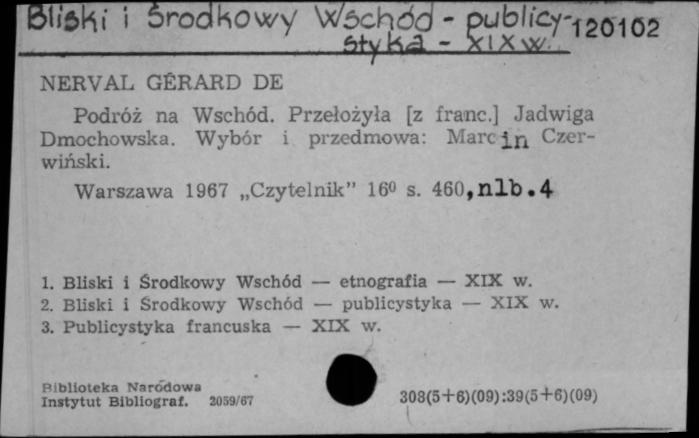 Bliski i Środkowy Wschód - publicy-120102
styka - XIX w.
NERVAL GÉRARD DE
Podróż na Wschód. Przełożyła [z franc.] Jadwiga
Dmochowska. Wybór i przedmowa: Marcin Czer-
wiński.
Warszawa 1967 „Czytelnik” 16⁰ s. 460, nlb. 4
1. Bliski i Środkowy Wschód — etnografia — XIX w.
2. Bliski i Środkowy Wschód — publicystyka — XIX w.
3. Publicystyka francuska — XIX w.
Biblioteka Narodowa
Instytut Bibliograf. 2059/67
308(5+6)(09):39(5+6)(09)